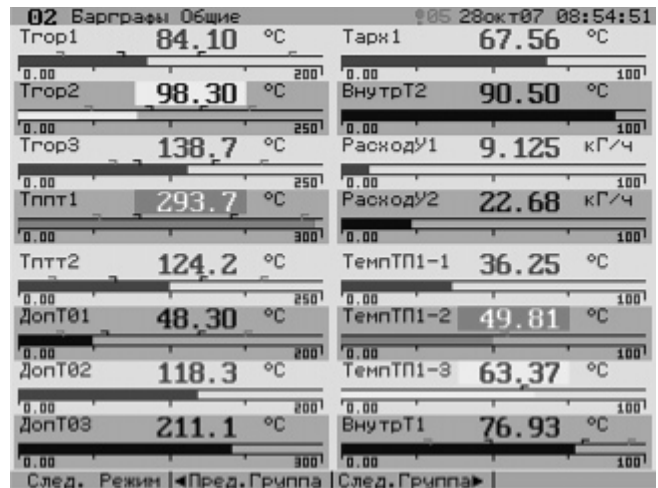 02 Барграфы Общие 05 28окт07 08:54:51
Тгор1 84.10 °C
0.00 200
Тгор2 98.30 °C
0.00 250
Тгор3 138.7 °C
0.00 250
Тппт1 293.7 °C
0.00 300
Тптт2 124.2 °C
0.00 250
ДопТ01 48.30 °C
0.00 200
ДопТ02 118.3 °C
0.00 200
ДопТ03 211.1 °C
0.00 300
Тарх1 67.56 °C
0.00 100
ВнутрТ2 90.50 °C
0.00 100
РасходУ1 9.125 кГ/ч
0.00 100
РасходУ2 22.68 кГ/ч
0.00 100
ТемпТП1-1 36.25 °C
0.00 100
ТемпТП1-2 49.81 °C
0.00 100
ТемпТП1-3 63.37 °C
0.00 100
ВнутрТ1 76.93 °C
0.00 100
След. Режим |◄Пред.Группа |След.Группа► |